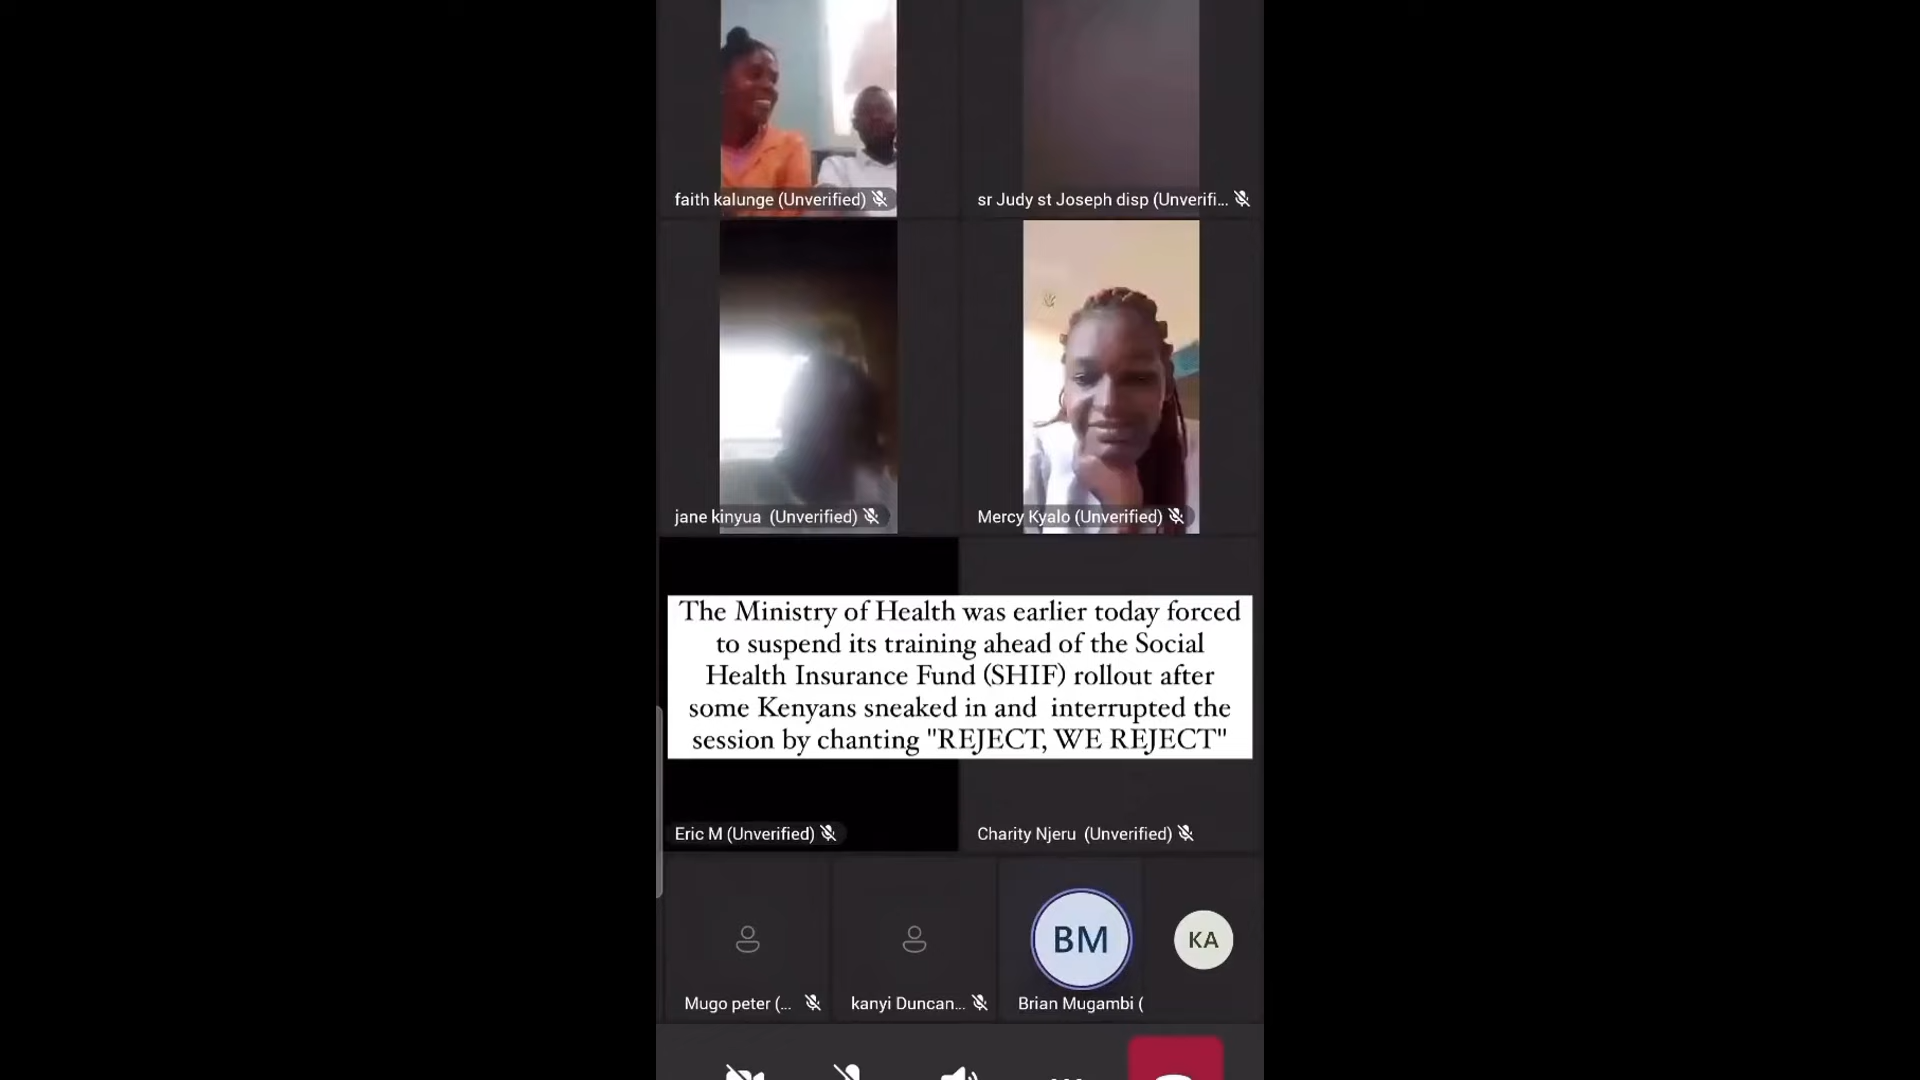 faith kalunge (Unverified)
sr Judy st Joseph disp (Unverifi...
jane kinyua (Unverified)
Mercy Kyalo (Unverified)
The Ministry of Health was earlier today forced
to suspend its training ahead of the Social
Health Insurance Fund (SHIF) rollout after
some Kenyans sneaked in and interrupted the
session by chanting "REJECT, WE REJECT"
Eric M (Unverified)
Charity Njeru (Unverified)
BM
KA
Mugo peter (...
kanyi Duncan...
Brian Mugambi (